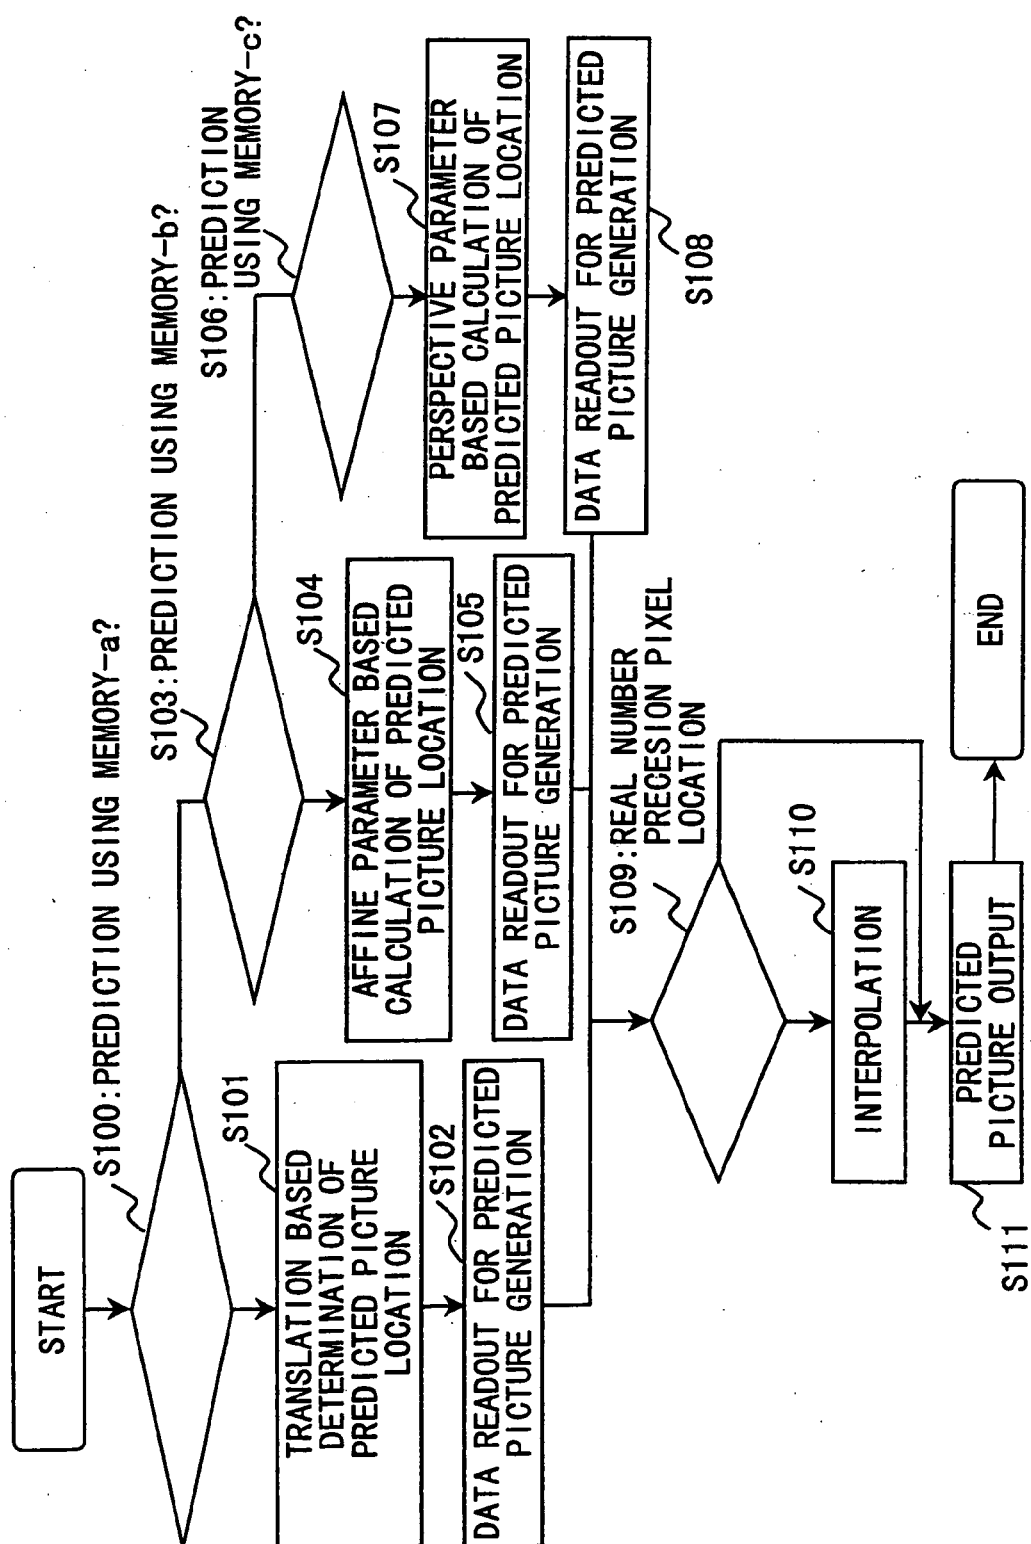 START
S100:PREDICTION USING MEMORY-a?
S101
TRANSLATION BASED
DETERMINATION OF
PREDICTED PICTURE
LOCATION
S102
DATA READOUT FOR PREDICTED
PICTURE GENERATION
S103:PREDICTION USING MEMORY-b?
S104
AFFINE PARAMETER BASED
CALCULATION OF PREDICTED
PICTURE LOCATION
S105
DATA READOUT FOR PREDICTED
PICTURE GENERATION
S106:PREDICTION
USING MEMORY-c?
S107
PERSPECTIVE PARAMETER
BASED CALCULATION OF
PREDICTED PICTURE LOCATION
DATA READOUT FOR PREDICTED
PICTURE GENERATION
S108
S109:REAL NUMBER
PRECESION PIXEL
LOCATION
S110
INTERPOLATION
PREDICTED
PICTURE OUTPUT
S111
END